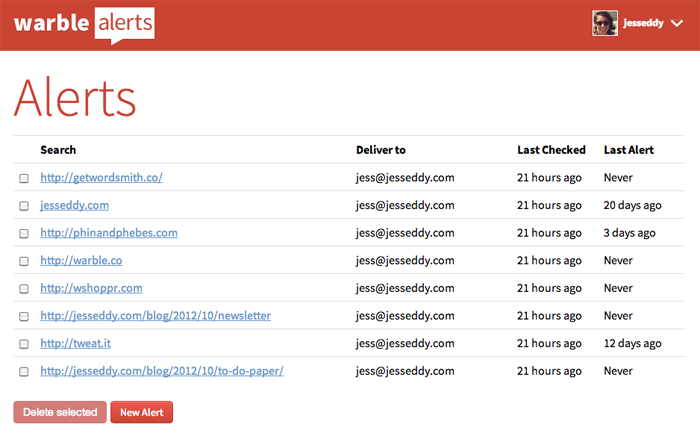 warble alerts
jesseddy
Alerts
Search Deliver to Last Checked Last Alert
http://getwordsmith.co/ jess@jesseddy.com 21 hours ago Never
jesseddy.com jess@jesseddy.com 21 hours ago 20 days ago
http://phinandphebes.com jess@jesseddy.com 21 hours ago 3 days ago
http://warble.co jess@jesseddy.com 21 hours ago Never
http://wshoppr.com jess@jesseddy.com 21 hours ago Never
http://jesseddy.com/blog/2012/10/newsletter jess@jesseddy.com 21 hours ago Never
http://tweat.it jess@jesseddy.com 21 hours ago 12 days ago
http://jesseddy.com/blog/2012/10/to-do-paper/ jess@jesseddy.com 21 hours ago Never
Delete selected New Alert